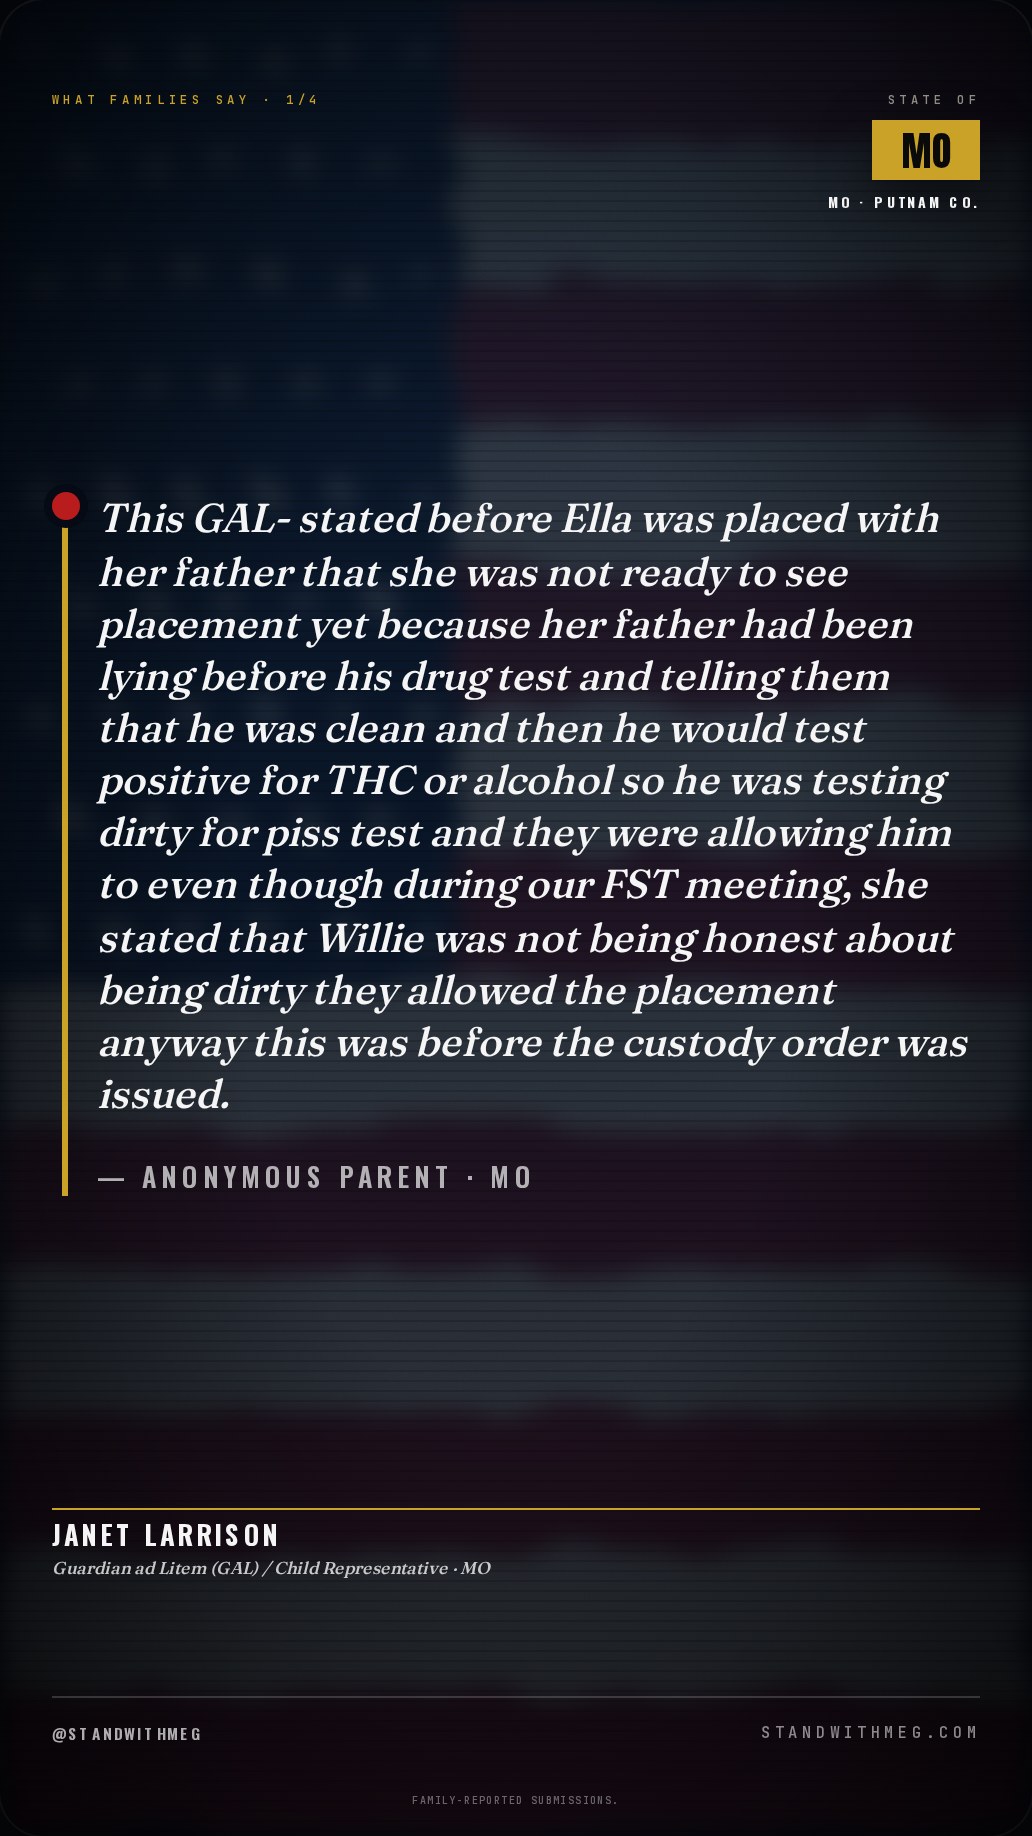 WHAT FAMILIES SAY · 1/4
STATE OF
MO
MO · PUTNAM CO.
This GAL- stated before Ella was placed with
her father that she was not ready to see
placement yet because her father had been
lying before his drug test and telling them
that he was clean and then he would test
positive for THC or alcohol so he was testing
dirty for piss test and they were allowing him
to even though during our FST meeting, she
stated that Willie was not being honest about
being dirty they allowed the placement
anyway this was before the custody order was
issued.
— ANONYMOUS PARENT · MO
JANET LARRISON
Guardian ad Litem (GAL) / Child Representative · MO
@STANDWITHMEG
STANDWITHMEG.COM
FAMILY-REPORTED SUBMISSIONS.